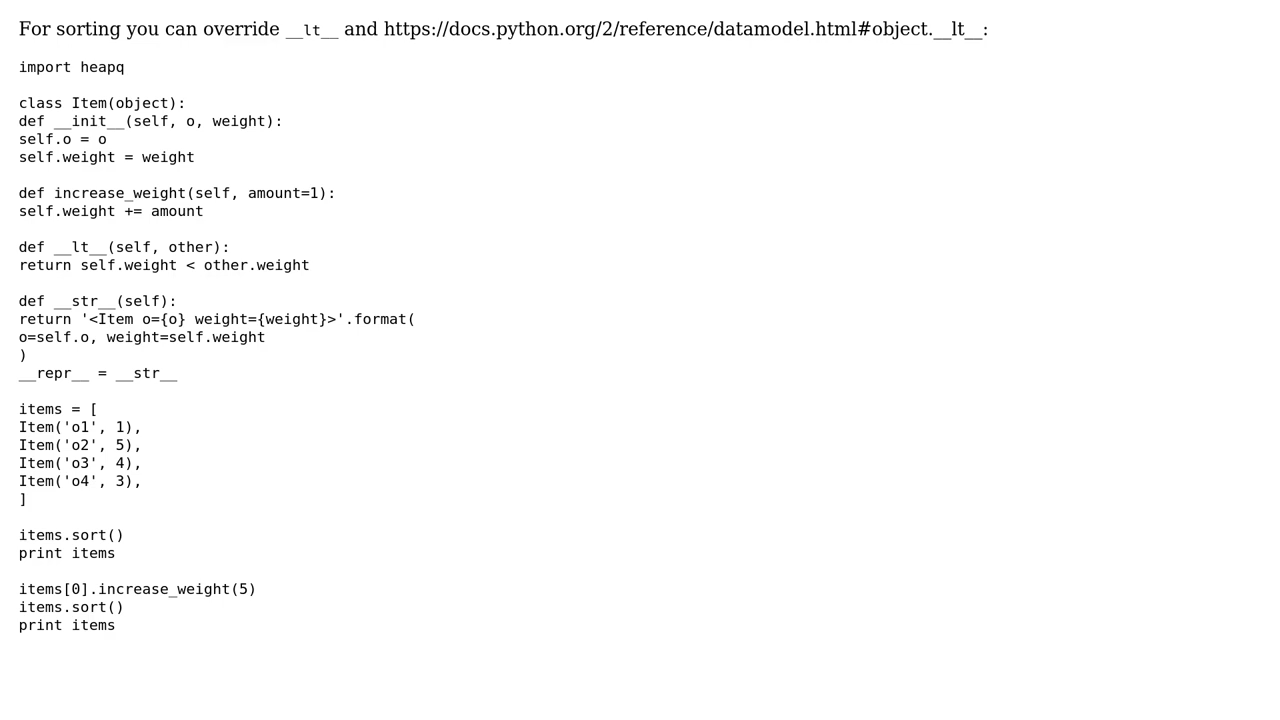 For sorting you can override __lt__ and https://docs.python.org/2/reference/datamodel.html#object.__lt__:
import heapq
class Item(object):
def __init__(self, o, weight):
self.o = o
self.weight = weight
def increase_weight(self, amount=1):
self.weight += amount
def __lt__(self, other):
return self.weight < other.weight
def __str__(self):
return '<Item o={o} weight={weight}>'.format(
o=self.o, weight=self.weight
)
__repr__ = __str__
items = [
Item('o1', 1),
Item('o2', 5),
Item('o3', 4),
Item('o4', 3),
]
items.sort()
print items
items[0].increase_weight(5)
items.sort()
print items